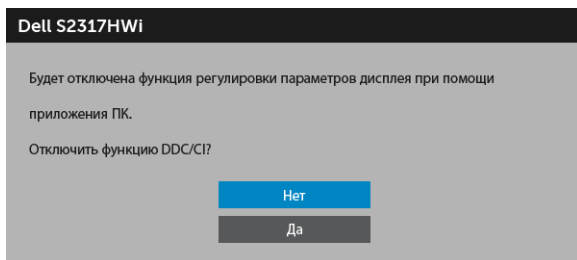 Dell S2317HWi
Будет отключена функция регулировки параметров дисплея при помощи
приложения ПК.
Отключить функцию DDC/CI?
Нет
Да